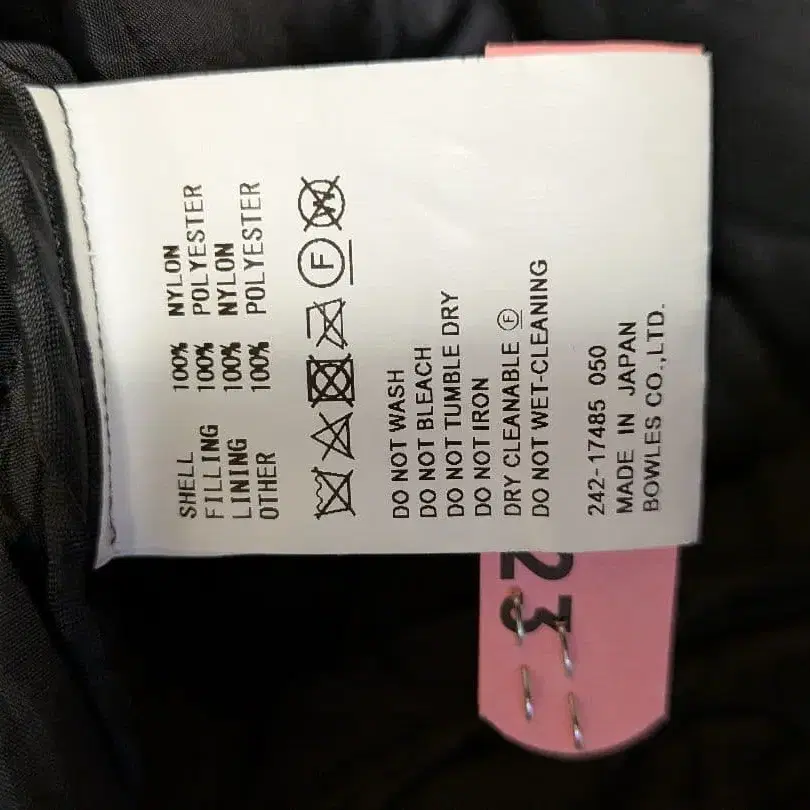 SHELL 100% NYLON
FILLING 100% POLYESTER
LINING 100% NYLON
OTHER 100% POLYESTER
F W
DO NOT WASH
DO NOT BLEACH
DO NOT TUMBLE DRY
DO NOT IRON
DRY CLEANABLE Ⓕ
DO NOT WET-CLEANING
242-17485 050
MADE IN JAPAN
BOWLES CO.,LTD.